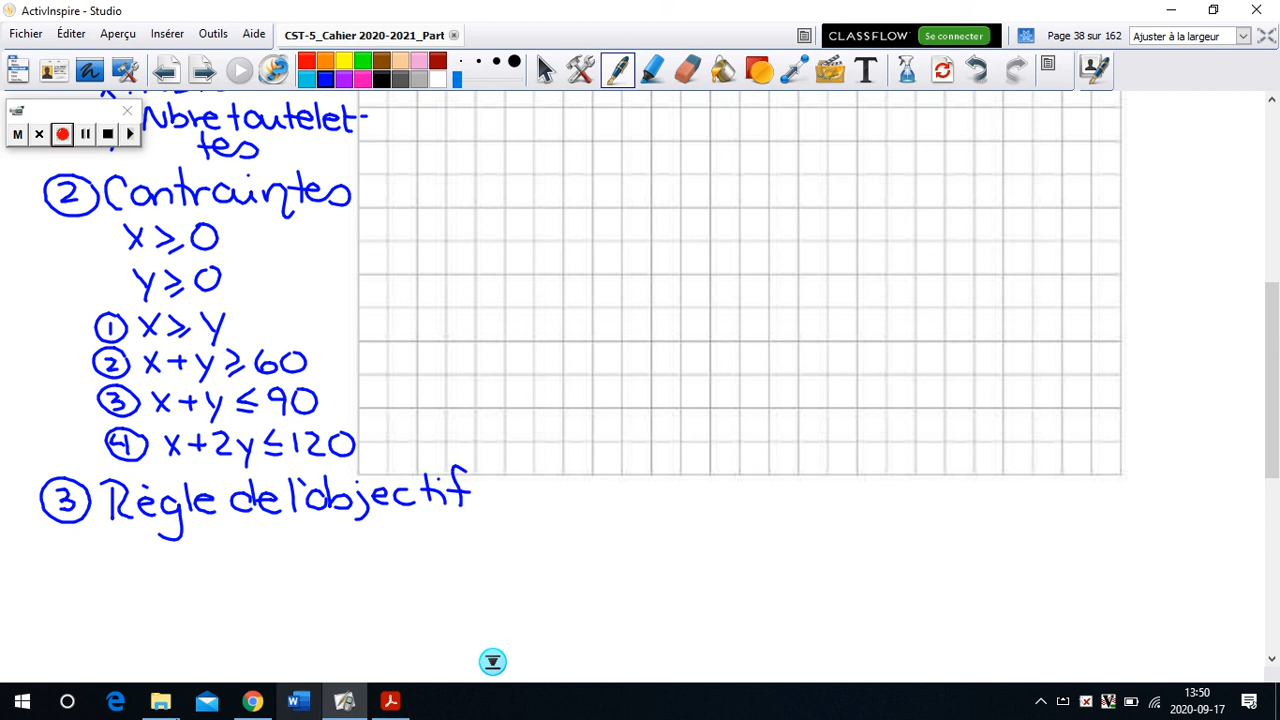 ActivInspire - Studio
Fichier Éditer Aperçu Insérer Outils Aide
CST-5_Cahier 2020-2021_Part
CLASSFLOW Se connecter
Page 38 sur 162 Ajuster à la largeur
M
Nbre toutelet-
tes
② Contraintes
x ≥ 0
y ≥ 0
① x ≥ y
② x + y ≥ 60
③ x + y ≤ 90
④ x + 2y ≤ 120
③ Règle de l'objectif
13:50
2020-09-17